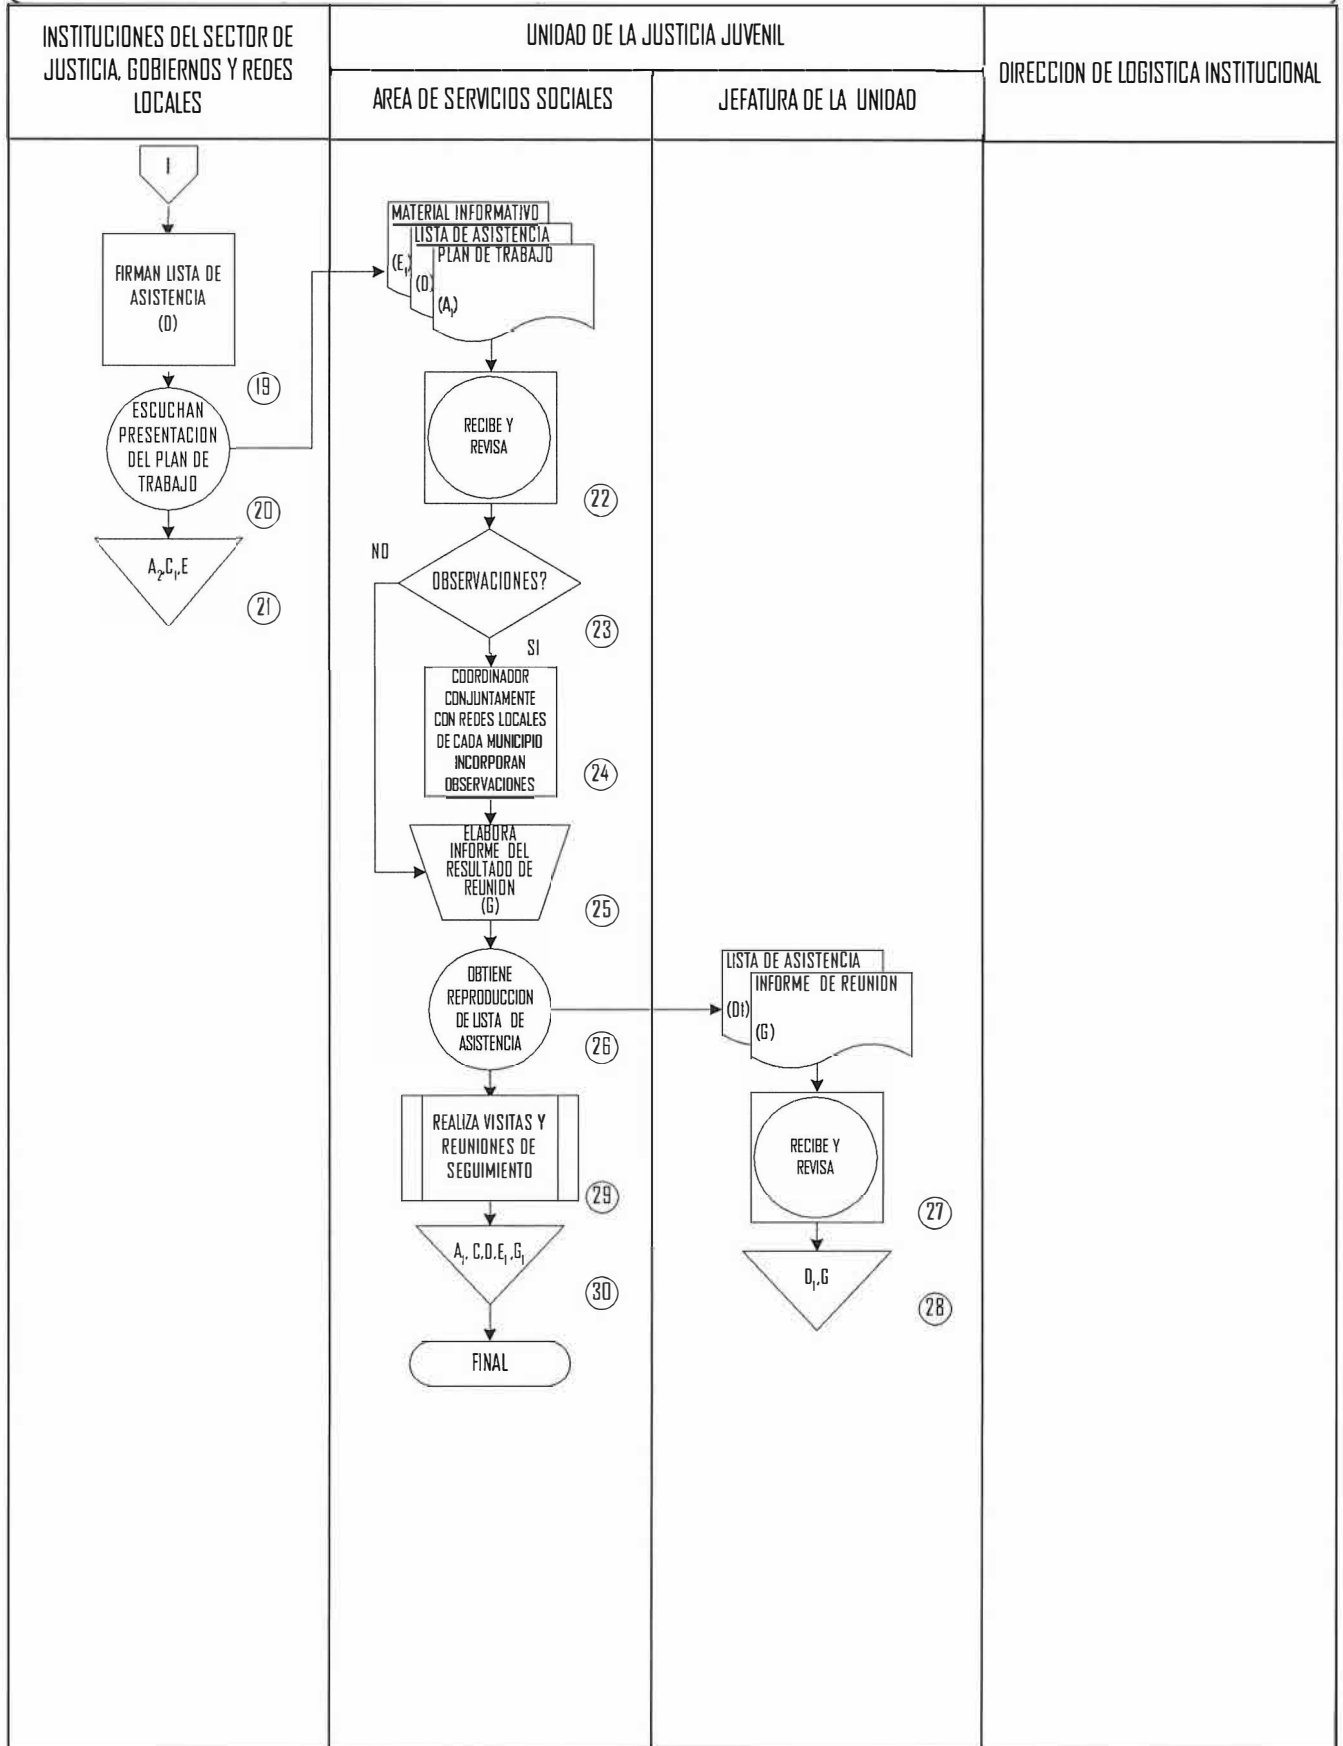 INSTITUCIONES DEL SECTOR DE
JUSTICIA, GOBIERNOS Y REDES
LOCALES
UNIDAD DE LA JUSTICIA JUVENIL
AREA DE SERVICIOS SOCIALES
JEFATURA DE LA UNIDAD
DIRECCION DE LOGISTICA INSTITUCIONAL
1
FIRMAN LISTA DE
ASISTENCIA
(D)
19
ESCUCHAN
PRESENTACION
DEL PLAN DE
TRABAJO
20
A2,C1,E
21
MATERIAL INFORMATIVO
(E1)
LISTA DE ASISTENCIA
(D)
PLAN DE TRABAJO
(A1)
RECIBE Y
REVISA
22
OBSERVACIONES?
NO
SI
23
COORDINADOR
CONJUNTAMENTE
CON REDES LOCALES
DE CADA MUNICIPIO
INCORPORAN
OBSERVACIONES
24
ELABORA
INFORME DEL
RESULTADO DE
REUNION
(G)
25
OBTIENE
REPRODUCCION
DE LISTA DE
ASISTENCIA
26
LISTA DE ASISTENCIA
(D1)
INFORME DE REUNION
(G)
RECIBE Y
REVISA
27
D1,G
28
REALIZA VISITAS Y
REUNIONES DE
SEGUIMIENTO
29
A1, C,D,E1,G1
30
FINAL